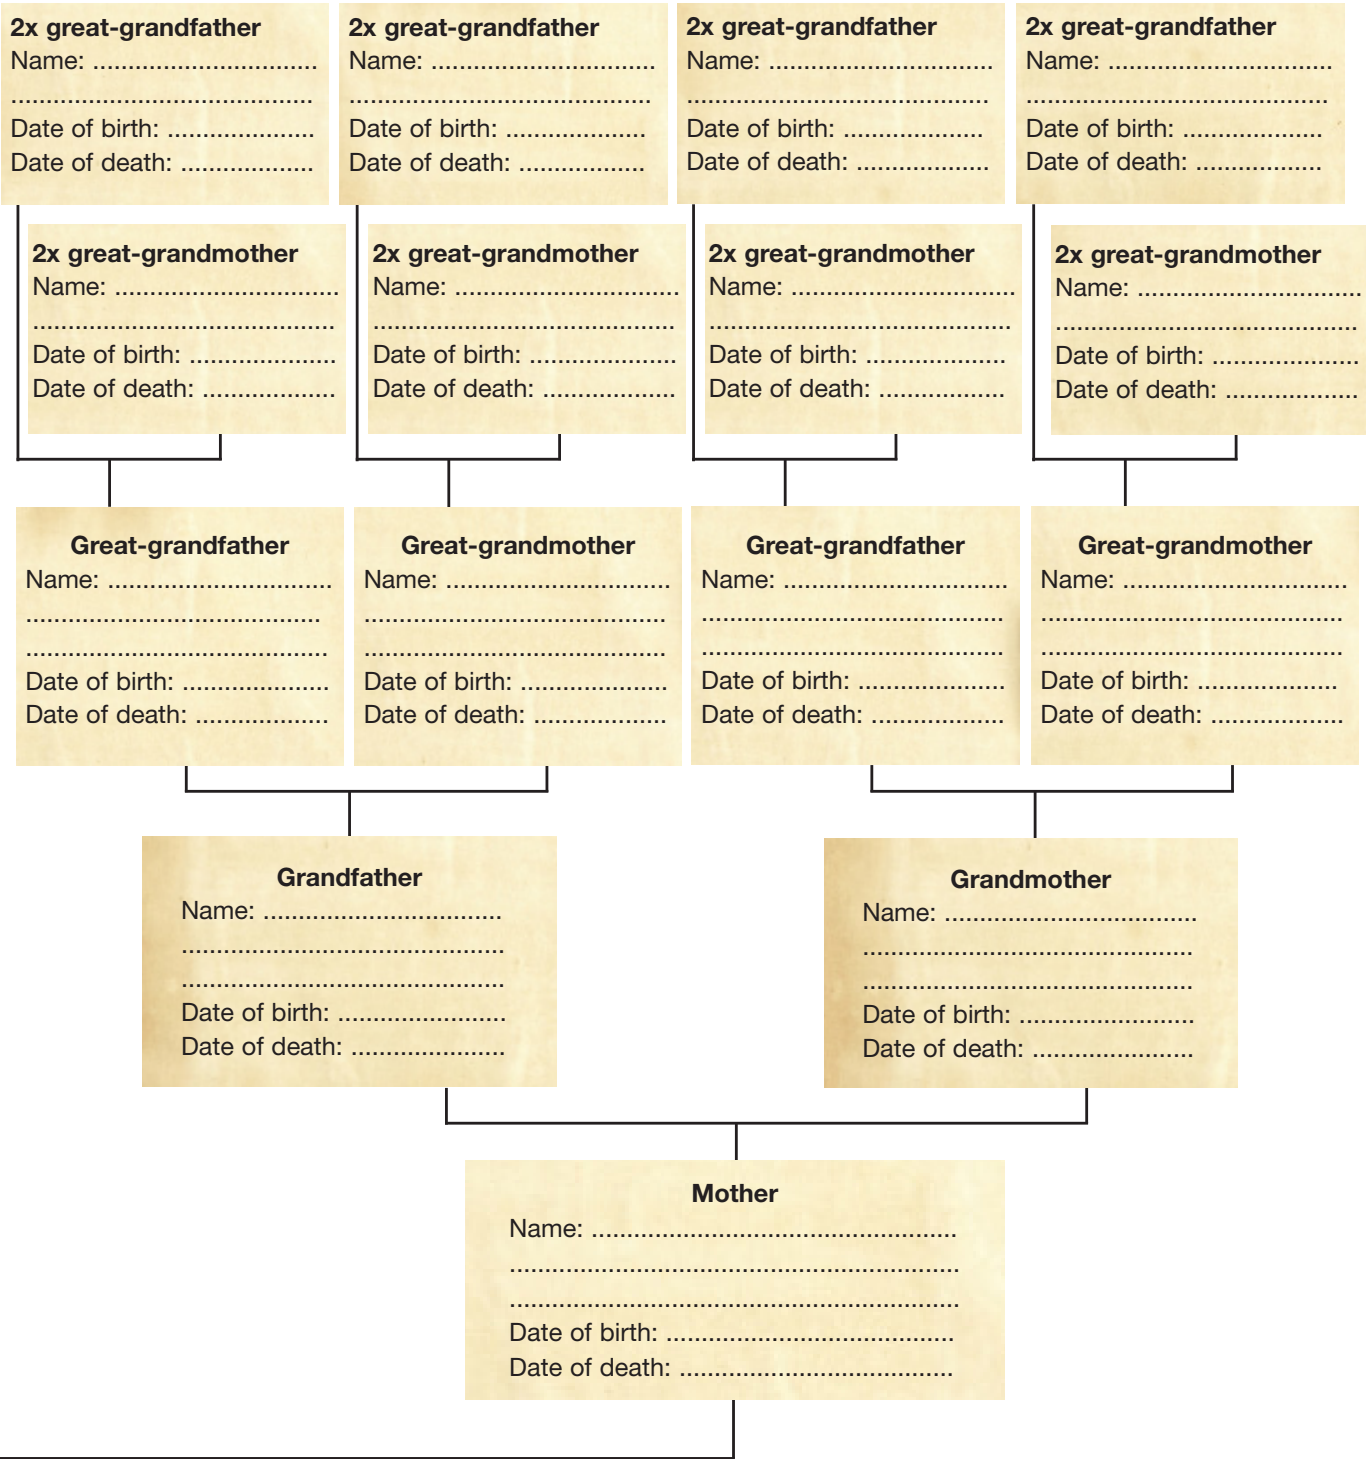 2x great-grandfather
Name: ................................
...........................................
Date of birth: .....................
Date of death: ...................
2x great-grandfather
Name: ................................
...........................................
Date of birth: ....................
Date of death: ..................
2x great-grandfather
Name: ................................
...........................................
Date of birth: ....................
Date of death: ...................
2x great-grandfather
Name: ................................
...........................................
Date of birth: ....................
Date of death: ..................
2x great-grandmother
Name: ................................
...........................................
Date of birth: .....................
Date of death: ...................
2x great-grandmother
Name: ................................
...........................................
Date of birth: .....................
Date of death: ...................
2x great-grandmother
Name: ................................
...........................................
Date of birth: ....................
Date of death: ..................
2x great-grandmother
Name: ................................
...........................................
Date of birth: .....................
Date of death: ...................
Great-grandfather
Name: ................................
..........................................
...........................................
Date of birth: .....................
Date of death: ...................
Great-grandmother
Name: ................................
...........................................
...........................................
Date of birth: .....................
Date of death: ...................
Great-grandfather
Name: ................................
...........................................
...........................................
Date of birth: .....................
Date of death: ...................
Great-grandmother
Name: ................................
...........................................
...........................................
Date of birth: ....................
Date of death: ...................
Grandfather
Name: ..................................
..............................................
..............................................
Date of birth: ........................
Date of death: ......................
Grandmother
Name: ....................................
...............................................
...............................................
Date of birth: .........................
Date of death: .......................
Mother
Name: ....................................................
................................................................
................................................................
Date of birth: .........................................
Date of death: .......................................